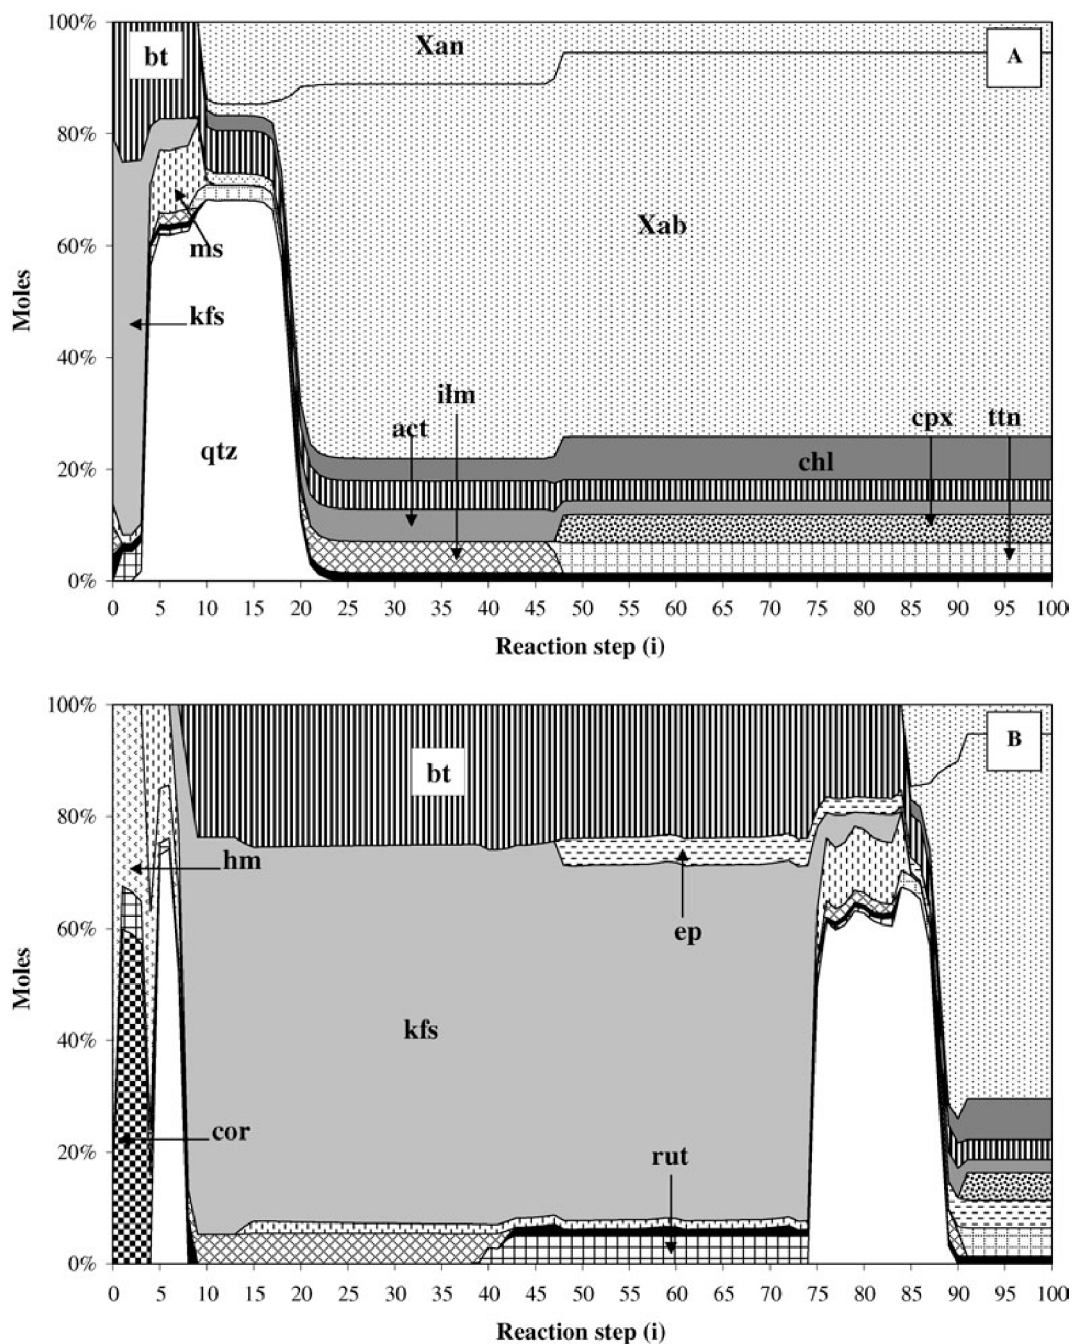 100%
80%
60%
40%
20%
0%
Moles
bt
Xan
A
Xab
ms
kfs
qtz
act
ilm
cpx
ttn
chl
0 5 10 15 20 25 30 35 40 45 50 55 60 65 70 75 80 85 90 95 100
Reaction step (i)
100%
80%
60%
40%
20%
0%
Moles
B
bt
hm
ep
kfs
cor
rut
0 5 10 15 20 25 30 35 40 45 50 55 60 65 70 75 80 85 90 95 100
Reaction step (i)